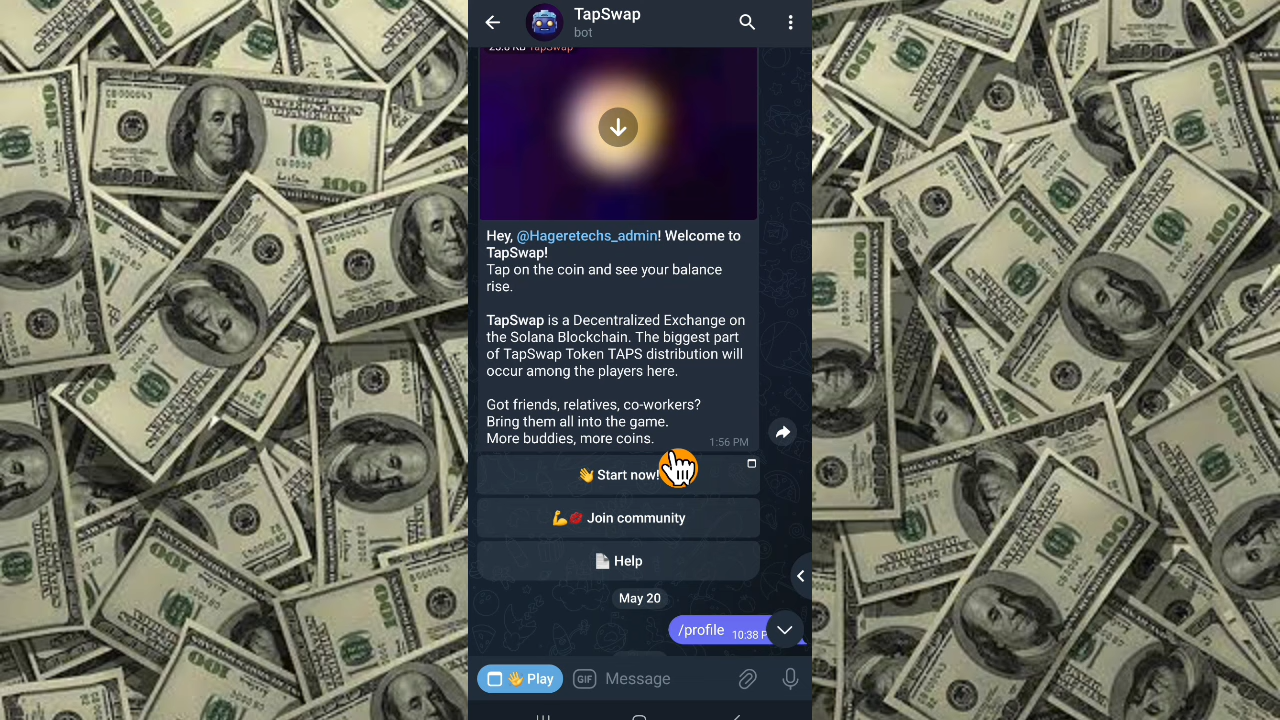 TapSwap
bot
Hey, @Hageretechs_admin! Welcome to
TapSwap!
Tap on the coin and see your balance
rise.
TapSwap is a Decentralized Exchange on
the Solana Blockchain. The biggest part
of TapSwap Token TAPS distribution will
occur among the players here.
Got friends, relatives, co-workers?
Bring them all into the game.
More buddies, more coins.
1:56 PM
👋 Start now!
💪 Join community
Help
May 20
/profile 10:38
👋 Play
GIF
Message